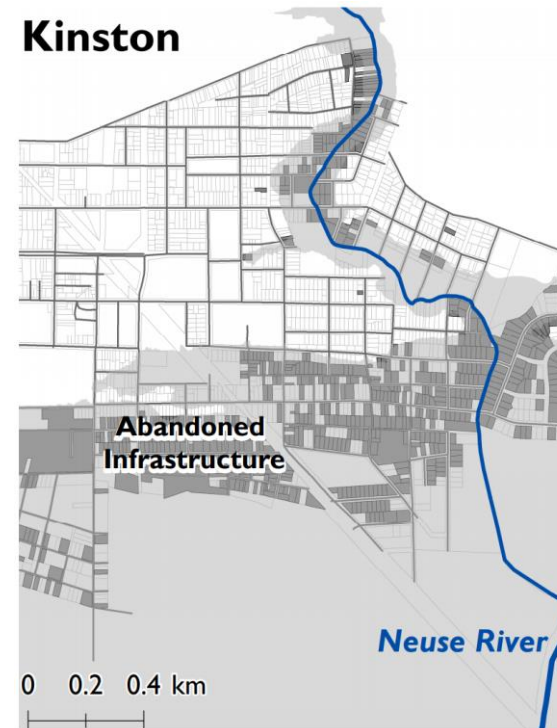 Kinston
Abandoned
Infrastructure
Neuse River
0 0.2 0.4 km